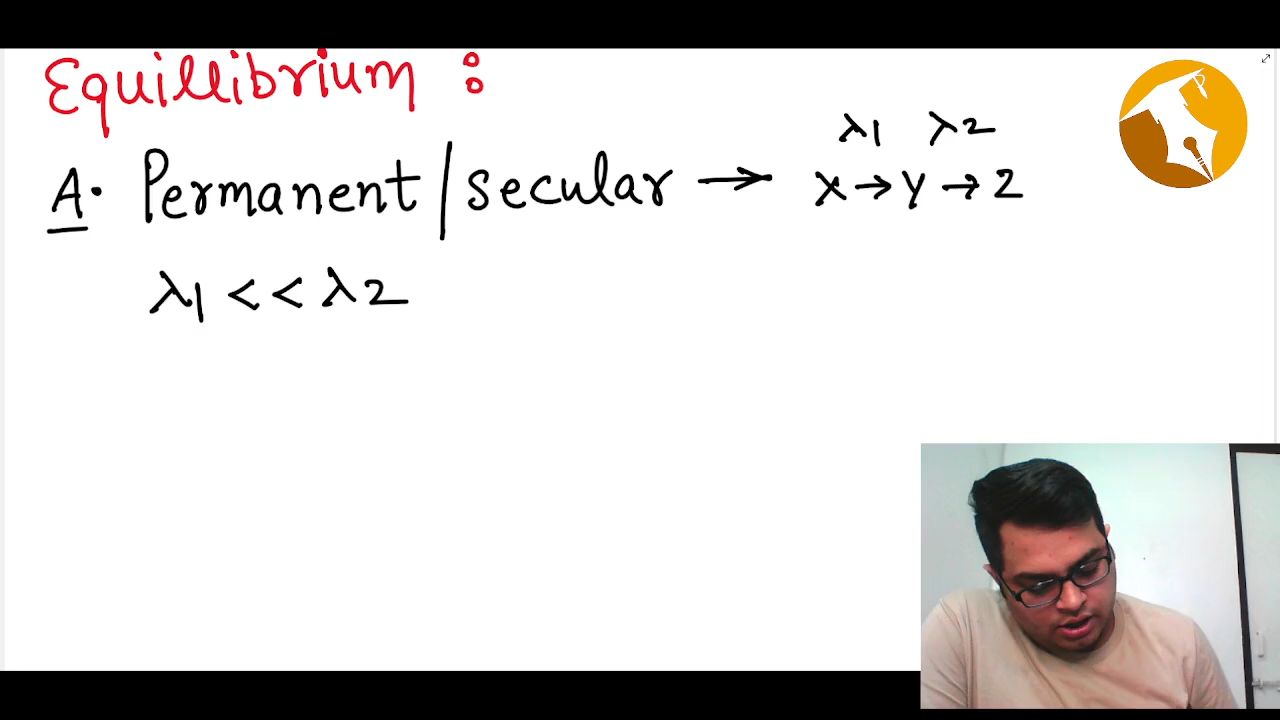 Equillibrium :
λ1 λ2
A. Permanent / secular → X → Y → Z
λ1 < < λ2